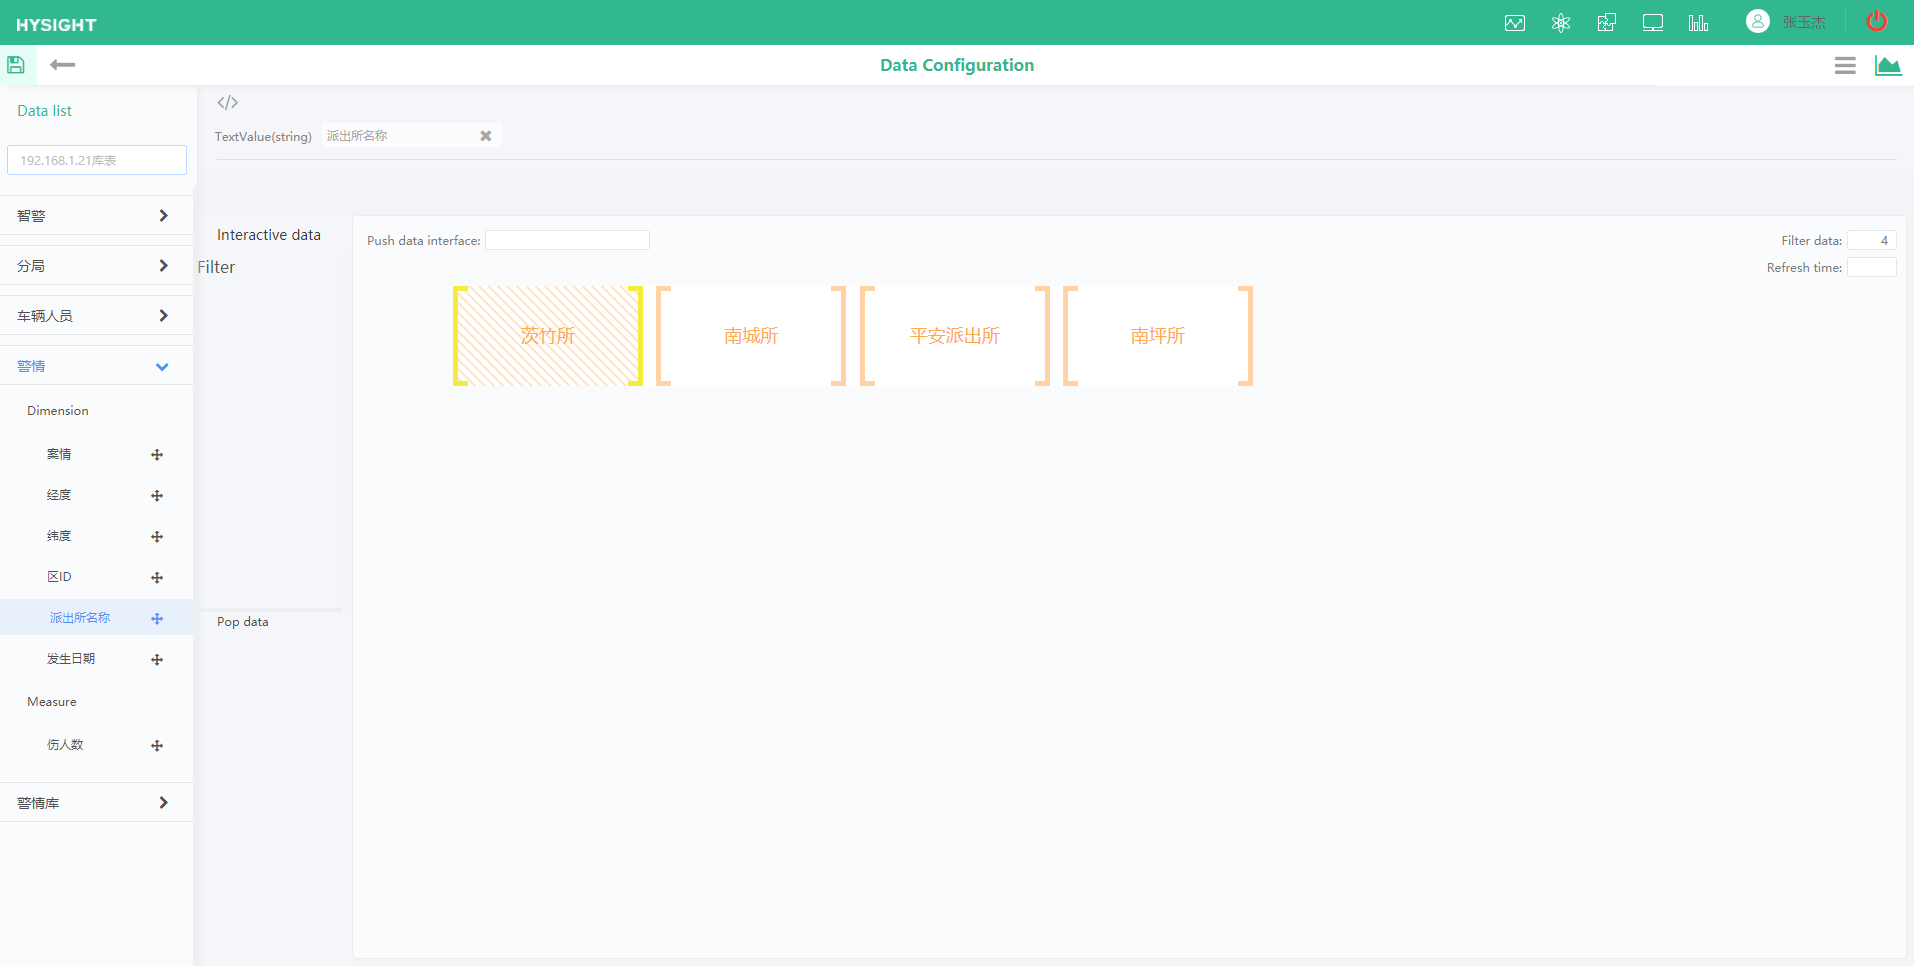 HYSIGHT
张玉杰
Data Configuration
Data list
192.168.1.21库表
智警
分局
车辆人员
警情
Dimension
案情
经度
纬度
区ID
派出所名称
发生日期
Measure
伤人数
警情库
</>
TextValue(string) 派出所名称
Interactive data
Filter
Pop data
Push data interface:
Filter data: 4
Refresh time:
茨竹所 南城所 平安派出所 南坪所